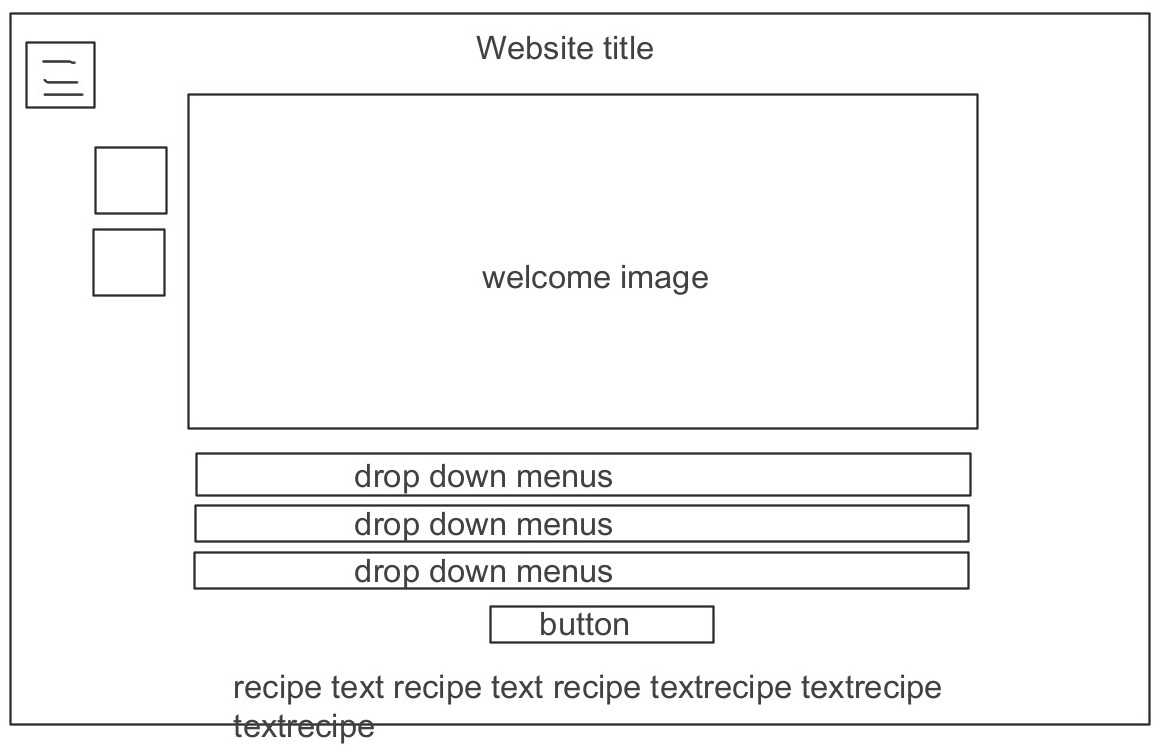 Website title
welcome image
drop down menus
drop down menus
drop down menus
button
recipe text recipe text recipe textrecipe textrecipe
textrecipe